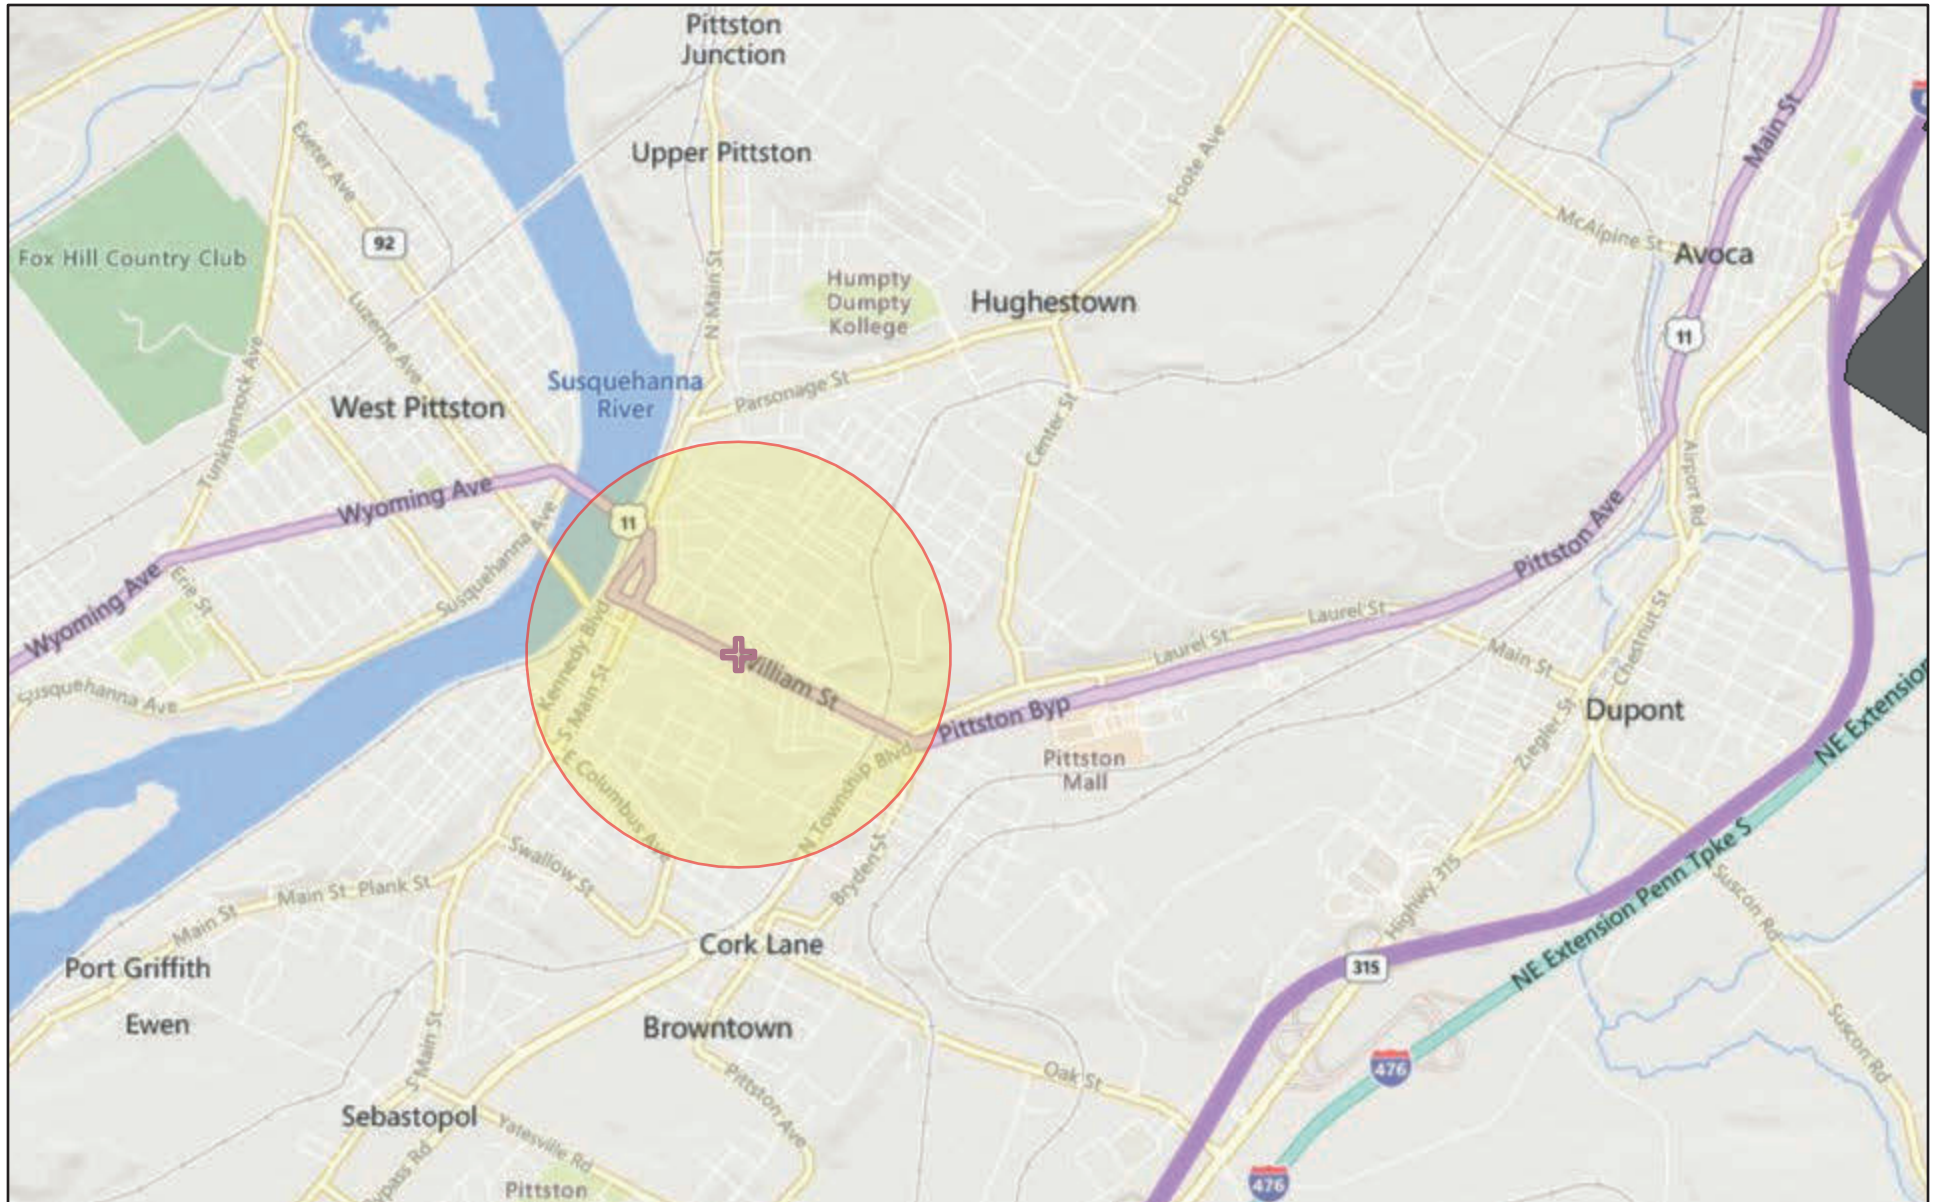 Pittston
Junction
Main St
Exeter Ave
Upper Pittston
Foote Ave
92
McAlpine St
Avoca
Fox Hill Country Club
N Main St
Humpty
Dumpty
Kollege
Hughestown
Luzerne Ave
11
Susquehanna
River
Tunkhannock Ave
West Pittston
Parsonage St
Center St
Airport Rd
Wyoming Ave
11
Pittston Ave
Susquehanna Ave
Wyoming Ave
Erie St
Laurel St
Laurel St
Main St
Chestnut St
Kennedy Blvd
S Main St
William St
Susquehanna Ave
Pittston Byp
Dupont
Ziegler St
NE Extension
Pittston
Mall
E Columbus Ave
N Township Blvd
Bryden St
Swallow St
Main St
Plank St
Main St
Highway 315
NE Extension Penn Tpke S
Suscon Rd
Cork Lane
Port Griffith
315
Ewen
Browntown
S Main St
Suscon Rd
Oak St
476
Pittston Ave
Sebastopol
Yatesville Rd
Bypass Rd
Pittston
476